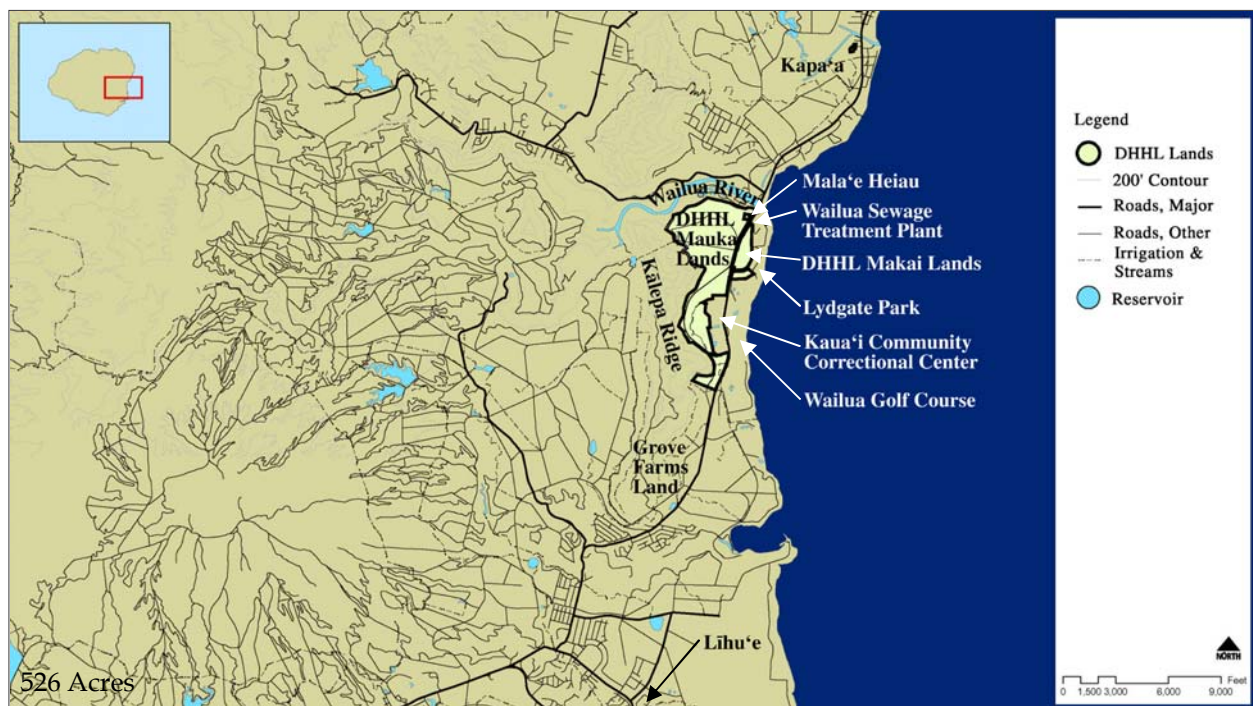 Kapa‘a
Mala‘e Heiau
Wailua River
Wailua Sewage
Treatment Plant
DHHL
Mauka
Lands
DHHL Makai Lands
Kālepa Ridge
Lydgate Park
Kaua‘i Community
Correctional Center
Wailua Golf Course
Grove
Farms
Land
Līhu‘e
526 Acres
Legend
DHHL Lands
200' Contour
Roads, Major
Roads, Other
Irrigation &
Streams
Reservoir
NORTH
Feet
0 1,500 3,000 6,000 9,000